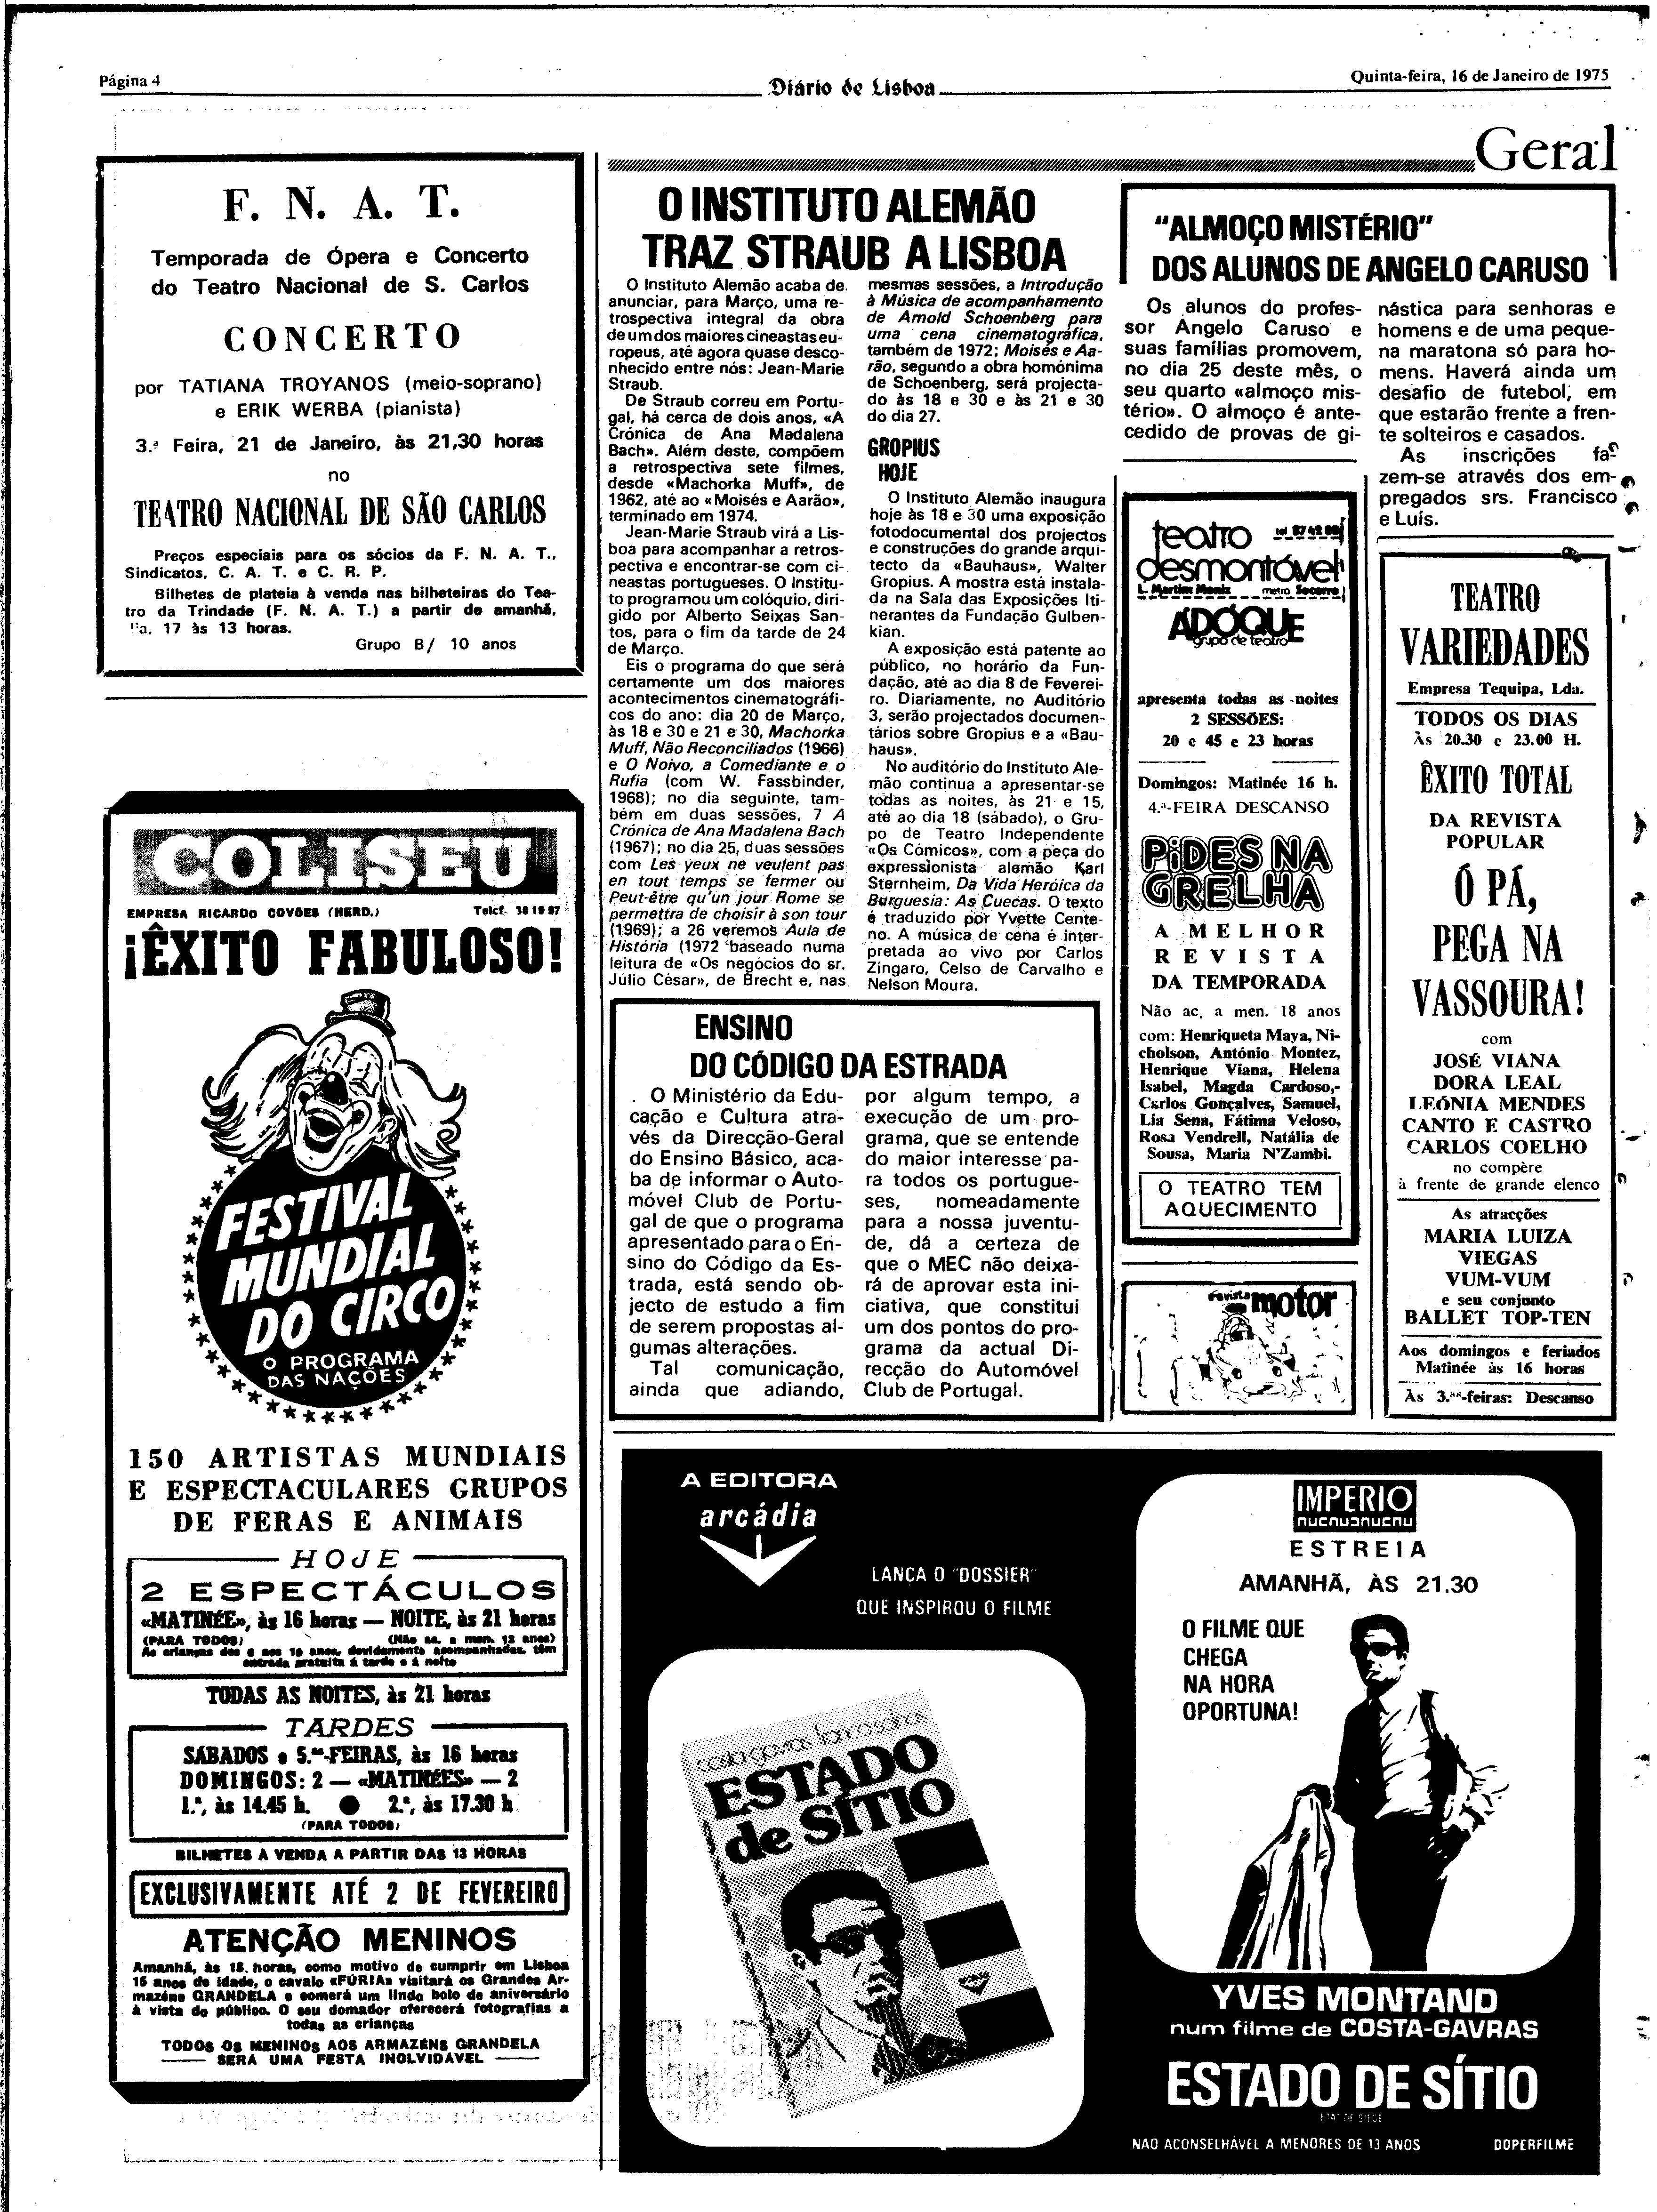 Página 4
Diário de Lisboa
Quinta-feira, 16 de Janeiro de 1975
Geral
F. N. A. T.
Temporada de Ópera e Concerto
do Teatro Nacional de S. Carlos
CONCERTO
por TATIANA TROYANOS (meio-soprano)
e ERIK WERBA (pianista)
3.ª Feira, 21 de Janeiro, às 21,30 horas
no
TEATRO NACIONAL DE SÃO CARLOS
Preços especiais para os sócios da F. N. A. T.,
Sindicatos, C. A. T. e C. R. P.
Bilhetes de plateia à venda nas bilheteiras do Tea-
tro da Trindade (F. N. A. T.) a partir de amanhã,
17 às 13 horas.
Grupo B/ 10 anos
COLISEU
EMPRESA RICARDO COVÕES (HERD.)
Telef. 36 19 97
¡ÊXITO FABULOSO!
FESTIVAL
MUNDIAL
DO CIRCO
O PROGRAMA
DAS NAÇÕES
150 ARTISTAS MUNDIAIS
E ESPECTACULARES GRUPOS
DE FERAS E ANIMAIS
HOJE
2 ESPECTÁCULOS
«MATINÉE», às 16 horas — NOITE, às 21 horas
(PARA TODOS) (Não ac. a men. 13 anos)
As crianças dos 6 aos 10 anos, devidamente acompanhadas, têm
entrada gratuita á tarde e á noite
TODAS AS NOITES, às 21 horas
TARDES
SÁBADOS e 5.as-FEIRAS, às 16 horas
DOMINGOS: 2 — «MATINÉES» — 2
1.ª, às 14.45 h. ● 2.ª, às 17.30 h
(PARA TODOS)
BILHETES A VENDA A PARTIR DAS 13 HORAS
EXCLUSIVAMENTE ATÉ 2 DE FEVEREIRO
ATENÇÃO MENINOS
Amanhã, às 18. horas, como motivo de cumprir em Lisboa
15 anos de idade, o cavalo «FÚRIA» visitará os Grandes Ar-
mazéns GRANDELA e comerá um lindo bolo de aniversário
à vista do público. O seu domador oferecerá fotografias a
todas as crianças
TODOS OS MENINOS AOS ARMAZÉNS GRANDELA
SERÁ UMA FESTA INOLVIDÁVEL
O INSTITUTO ALEMÃO
TRAZ STRAUB A LISBOA
O Instituto Alemão acaba de
anunciar, para Março, uma re-
trospectiva integral da obra
de um dos maiores cineastas eu-
ropeus, até agora quase desco-
nhecido entre nós: Jean-Marie
Straub.
De Straub correu em Portu-
gal, há cerca de dois anos, «A
Crónica de Ana Madalena
Bach». Além deste, compõem
a retrospectiva sete filmes,
desde «Machorka Muff», de
1962, até ao «Moisés e Aarão»,
terminado em 1974.
Jean-Marie Straub virá a Lis-
boa para acompanhar a retros-
pectiva e encontrar-se com ci-
neastas portugueses. O Institu-
to programou um colóquio, diri-
gido por Alberto Seixas San-
tos, para o fim da tarde de 24
de Março.
Eis o programa do que será
certamente um dos maiores
acontecimentos cinematográfi-
cos do ano: dia 20 de Março,
às 18 e 30 e 21 e 30, Machorka
Muff, Não Reconciliados (1966)
e O Noivo, a Comediante e o
Rufia (com W. Fassbinder,
1968); no dia seguinte, tam-
bém em duas sessões, 7 A
Crónica de Ana Madalena Bach
(1967); no dia 25, duas sessões
com Les yeux ne veulent pas
en tout temps se fermer ou
Peut-être qu'un jour Rome se
permettra de choisir à son tour
(1969); a 26 veremos Aula de
História (1972 baseado numa
leitura de «Os negócios do sr.
Júlio César», de Brecht e, nas
mesmas sessões, a Introdução
à Música de acompanhamento
de Arnold Schoenberg para
uma cena cinematográfica,
também de 1972; Moisés e Aa-
rão, segundo a obra homónima
de Schoenberg, será projecta-
do às 18 e 30 e às 21 e 30
do dia 27.
GROPIUS
HOJE
O Instituto Alemão inaugura
hoje às 18 e 30 uma exposição
fotodocumental dos projectos
e construções do grande arqui-
tecto da «Bauhaus», Walter
Gropius. A mostra está instala-
da na Sala das Exposições Iti-
nerantes da Fundação Gulben-
kian.
A exposição está patente ao
público, no horário da Fun-
dação, até ao dia 8 de Feverei-
ro. Diariamente, no Auditório
3, serão projectados documen-
tários sobre Gropius e a «Bau-
haus».
No auditório do Instituto Ale-
mão continua a apresentar-se
todas as noites, às 21 e 15,
até ao dia 18 (sábado), o Gru-
po de Teatro Independente
«Os Cómicos», com a peça do
expressionista alemão Karl
Sternheim, Da Vida Heróica da
Burguesia: As Cuecas. O texto
é traduzido por Yvette Cente-
no. A música de cena é inter-
pretada ao vivo por Carlos
Zíngaro, Celso de Carvalho e
Nelson Moura.
ENSINO
DO CÓDIGO DA ESTRADA
O Ministério da Edu-
cação e Cultura atra-
vés da Direcção-Geral
do Ensino Básico, aca-
ba de informar o Auto-
móvel Club de Portu-
gal de que o programa
apresentado para o En-
sino do Código da Es-
trada, está sendo ob-
jecto de estudo a fim
de serem propostas al-
gumas alterações.
Tal comunicação,
ainda que adiando,
por algum tempo, a
execução de um pro-
grama, que se entende
do maior interesse pa-
ra todos os portugue-
ses, nomeadamente
para a nossa juventu-
de, dá a certeza de
que o MEC não deixa-
rá de aprovar esta ini-
ciativa, que constitui
um dos pontos do pro-
grama da actual Di-
recção do Automóvel
Club de Portugal.
"ALMOÇO MISTÉRIO"
DOS ALUNOS DE ANGELO CARUSO
Os alunos do profes-
sor Ângelo Caruso e
suas famílias promovem,
no dia 25 deste mês, o
seu quarto «almoço mis-
tério». O almoço é ante-
cedido de provas de gi-
nástica para senhoras e
homens e de uma peque-
na maratona só para ho-
mens. Haverá ainda um
desafio de futebol, em
que estarão frente a fren-
te solteiros e casados.
As inscrições fa-
zem-se através dos em-
pregados srs. Francisco
e Luís.
teatro
desmontável
L. Martim Moniz metro Socorro
ÁDÓQUE
grupo de teatro
apresenta todas as noites
2 SESSÕES:
20 e 45 e 23 horas
Domingos: Matinée 16 h.
4.ª-FEIRA DESCANSO
PIDES NA
GRELHA
A MELHOR
REVISTA
DA TEMPORADA
Não ac. a men. 18 anos
com: Henriqueta Maya, Ni-
cholson, António Montez,
Henrique Viana, Helena
Isabel, Magda Cardoso,
Carlos Gonçalves, Samuel,
Lia Sena, Fátima Veloso,
Rosa Vendrell, Natália de
Sousa, Maria N'Zambi.
O TEATRO TEM
AQUECIMENTO
revista
motor
TEATRO
VARIEDADES
Empresa Tequipa, Lda.
TODOS OS DIAS
Às 20.30 e 23.00 H.
ÊXITO TOTAL
DA REVISTA
POPULAR
Ó PÁ,
PEGA NA
VASSOURA!
com
JOSÉ VIANA
DORA LEAL
LEÓNIA MENDES
CANTO E CASTRO
CARLOS COELHO
no compère
à frente de grande elenco
As atracções
MARIA LUIZA
VIEGAS
VUM-VUM
e seu conjunto
BALLET TOP-TEN
Aos domingos e feriados
Matinée às 16 horas
Às 3.as-feiras: Descanso
A EDITORA
arcádia
LANÇA O "DOSSIER"
QUE INSPIROU O FILME
costa gavras franco solinas
ESTADO
de SÍTIO
IMPERIO
ESTREIA
AMANHÃ, ÀS 21.30
O FILME QUE
CHEGA
NA HORA
OPORTUNA!
YVES MONTAND
num filme de COSTA-GAVRAS
ESTADO DE SÍTIO
ETAT DE SIEGE
NÃO ACONSELHÁVEL A MENORES DE 13 ANOS
DOPERFILME